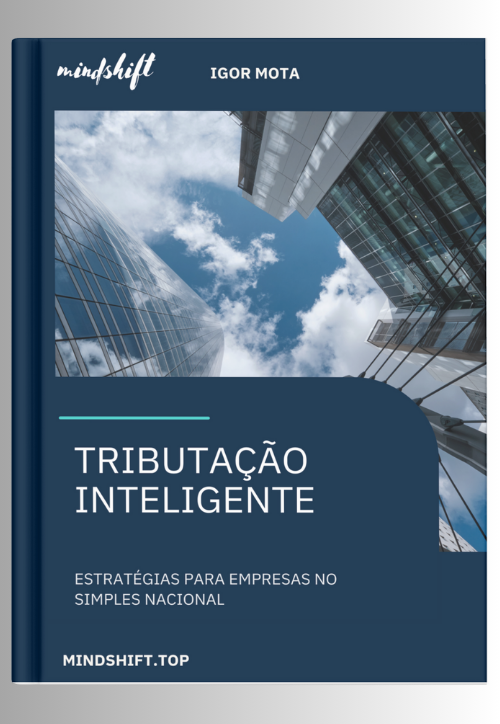 mindshift
IGOR MOTA
TRIBUTAÇÃO
INTELIGENTE
ESTRATÉGIAS PARA EMPRESAS NO
SIMPLES NACIONAL
MINDSHIFT.TOP